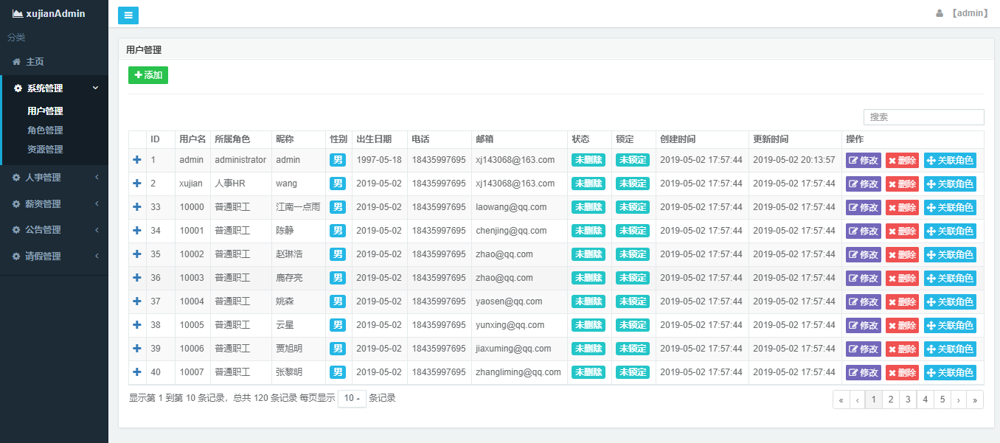 xujianAdmin
【admin】
分类
主页
系统管理
用户管理
角色管理
资源管理
人事管理
薪资管理
公告管理
请假管理
用户管理
添加
搜索
ID 用户名 所属角色 昵称 性别 出生日期 电话 邮箱 状态 锁定 创建时间 更新时间 操作
1 admin administrator admin 男 1997-05-18 18435997695 xj143068@163.com 未删除 未锁定 2019-05-02 17:57:44 2019-05-02 20:13:57 修改 删除 关联角色
2 xujian 人事HR wang 男 2019-05-02 18435997695 xj143068@163.com 未删除 未锁定 2019-05-02 17:57:44 2019-05-02 17:57:44 修改 删除 关联角色
33 10000 普通职工 江南一点雨 男 2019-05-02 18435997695 laowang@qq.com 未删除 未锁定 2019-05-02 17:57:44 2019-05-02 17:57:44 修改 删除 关联角色
34 10001 普通职工 陈静 男 2019-05-02 18435997695 chenjing@qq.com 未删除 未锁定 2019-05-02 17:57:44 2019-05-02 17:57:44 修改 删除 关联角色
35 10002 普通职工 赵琳浩 男 2019-05-02 18435997695 zhao@qq.com 未删除 未锁定 2019-05-02 17:57:44 2019-05-02 17:57:44 修改 删除 关联角色
36 10003 普通职工 鹿存亮 男 2019-05-02 18435997695 zhao@qq.com 未删除 未锁定 2019-05-02 17:57:44 2019-05-02 17:57:44 修改 删除 关联角色
37 10004 普通职工 姚森 男 2019-05-02 18435997695 yaosen@qq.com 未删除 未锁定 2019-05-02 17:57:44 2019-05-02 17:57:44 修改 删除 关联角色
38 10005 普通职工 云星 男 2019-05-02 18435997695 yunxing@qq.com 未删除 未锁定 2019-05-02 17:57:44 2019-05-02 17:57:44 修改 删除 关联角色
39 10006 普通职工 贾旭明 男 2019-05-02 18435997695 jiaxuming@qq.com 未删除 未锁定 2019-05-02 17:57:44 2019-05-02 17:57:44 修改 删除 关联角色
40 10007 普通职工 张黎明 男 2019-05-02 18435997695 zhangliming@qq.com 未删除 未锁定 2019-05-02 17:57:44 2019-05-02 17:57:44 修改 删除 关联角色
显示第 1 到第 10 条记录，总共 120 条记录 每页显示 10 条记录
« ‹ 1 2 3 4 5 › »